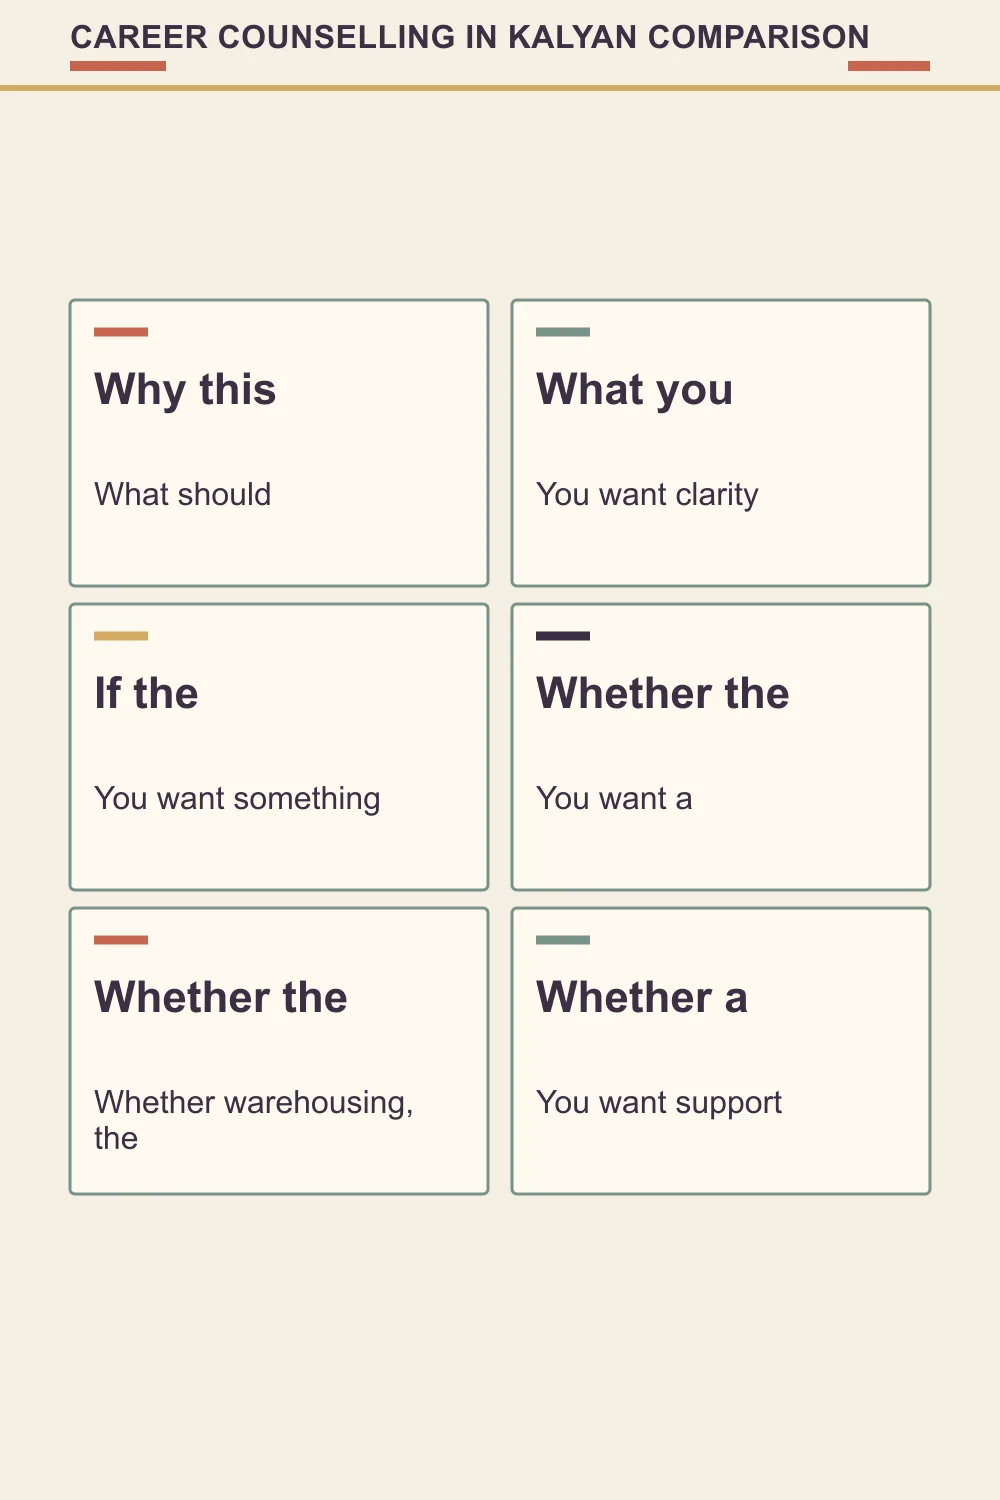 CAREER COUNSELLING IN KALYAN COMPARISON
Why this
What should
What you
You want clarity
If the
You want something
Whether the
You want a
Whether the
Whether warehousing,
the
Whether a
You want support